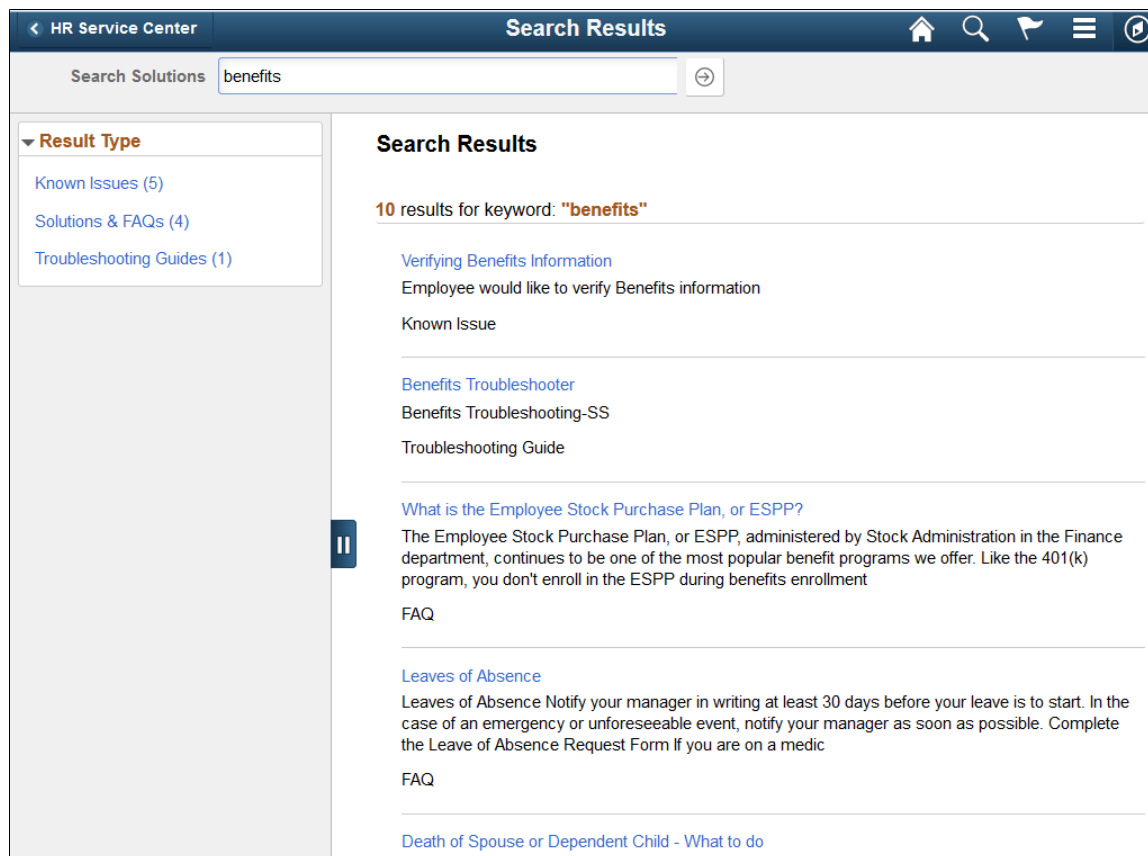 HR Service Center
Search Results
Search Solutions
benefits
Result Type
Known Issues (5)
Solutions & FAQs (4)
Troubleshooting Guides (1)
Search Results
10 results for keyword: "benefits"
Verifying Benefits Information
Employee would like to verify Benefits information
Known Issue
Benefits Troubleshooter
Benefits Troubleshooting-SS
Troubleshooting Guide
What is the Employee Stock Purchase Plan, or ESPP?
The Employee Stock Purchase Plan, or ESPP, administered by Stock Administration in the Finance
department, continues to be one of the most popular benefit programs we offer. Like the 401(k)
program, you don't enroll in the ESPP during benefits enrollment
FAQ
Leaves of Absence
Leaves of Absence Notify your manager in writing at least 30 days before your leave is to start. In the
case of an emergency or unforeseeable event, notify your manager as soon as possible. Complete
the Leave of Absence Request Form If you are on a medic
FAQ
Death of Spouse or Dependent Child - What to do